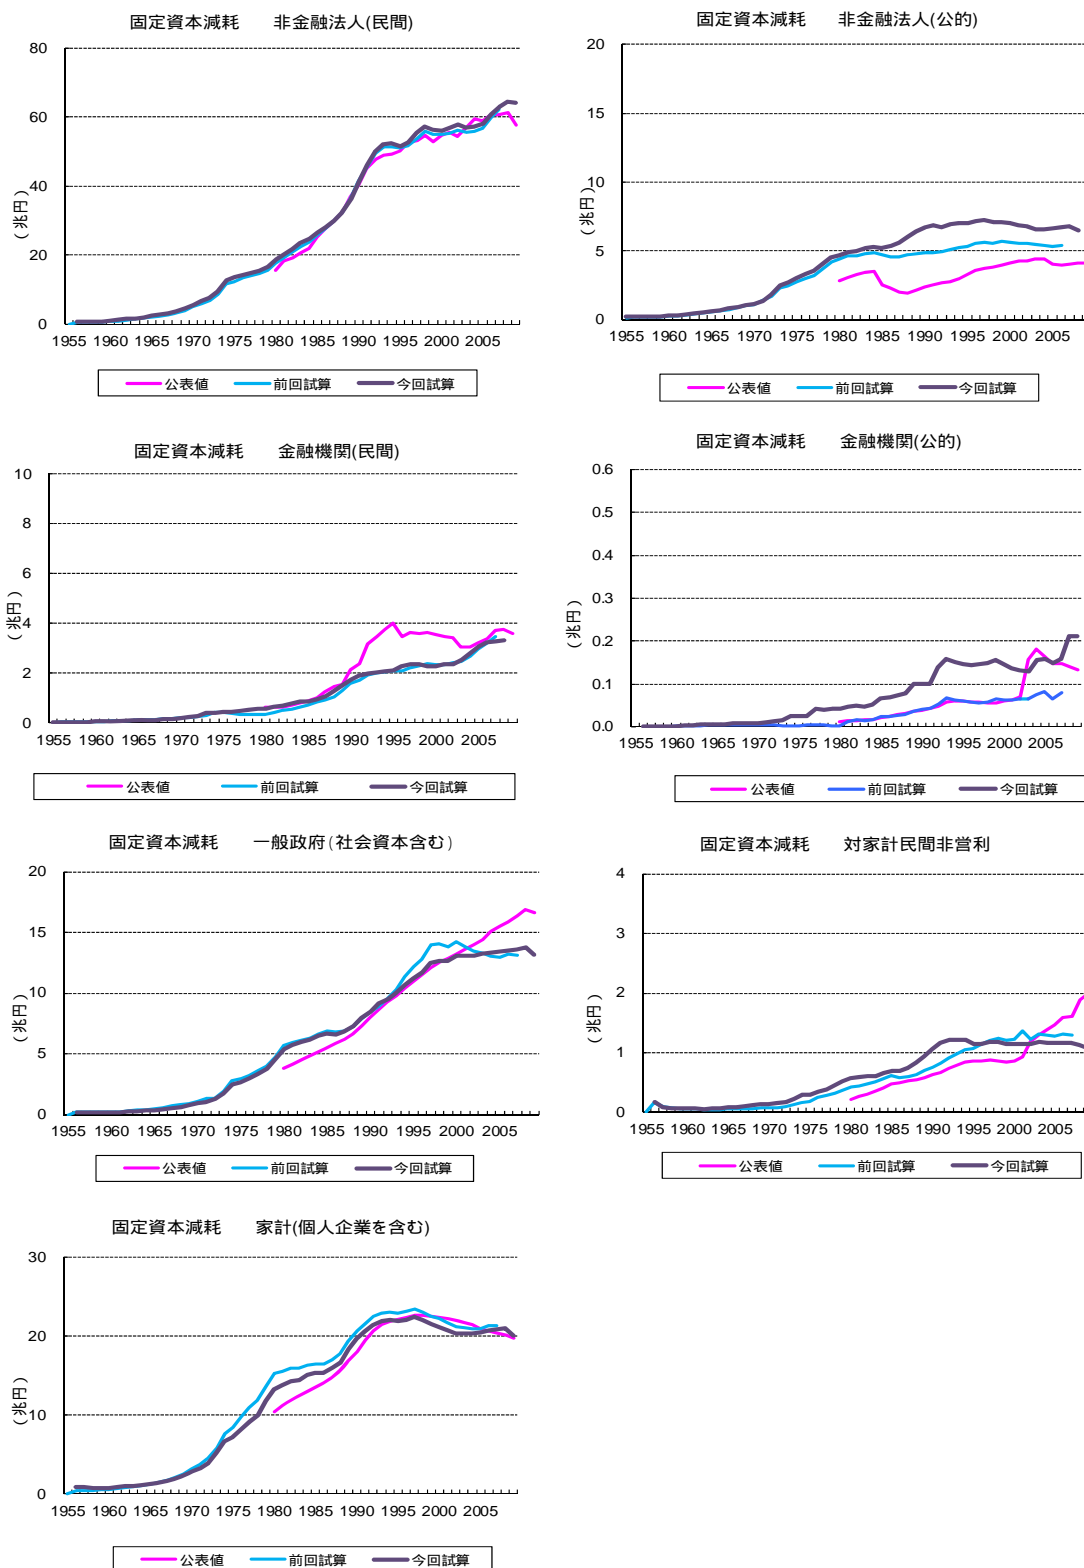 固定資本減耗　　非金融法人(民間)
80
60
40
20
0
(兆円)
1955 1960 1965 1970 1975 1980 1985 1990 1995 2000 2005
公表値　前回試算　今回試算
固定資本減耗　　非金融法人(公的)
20
15
10
5
0
(兆円)
1955 1960 1965 1970 1975 1980 1985 1990 1995 2000 2005
公表値　前回試算　今回試算
固定資本減耗　　金融機関(民間)
10
8
6
4
2
0
(兆円)
1955 1960 1965 1970 1975 1980 1985 1990 1995 2000 2005
公表値　前回試算　今回試算
固定資本減耗　　金融機関(公的)
0.6
0.5
0.4
0.3
0.2
0.1
0.0
(兆円)
1955 1960 1965 1970 1975 1980 1985 1990 1995 2000 2005
公表値　前回試算　今回試算
固定資本減耗　　一般政府(社会資本含む)
20
15
10
5
0
(兆円)
1955 1960 1965 1970 1975 1980 1985 1990 1995 2000 2005
公表値　前回試算　今回試算
固定資本減耗　　対家計民間非営利
4
3
2
1
0
(兆円)
1955 1960 1965 1970 1975 1980 1985 1990 1995 2000 2005
公表値　前回試算　今回試算
固定資本減耗　　家計(個人企業を含む)
30
20
10
0
(兆円)
1955 1960 1965 1970 1975 1980 1985 1990 1995 2000 2005
公表値　前回試算　今回試算